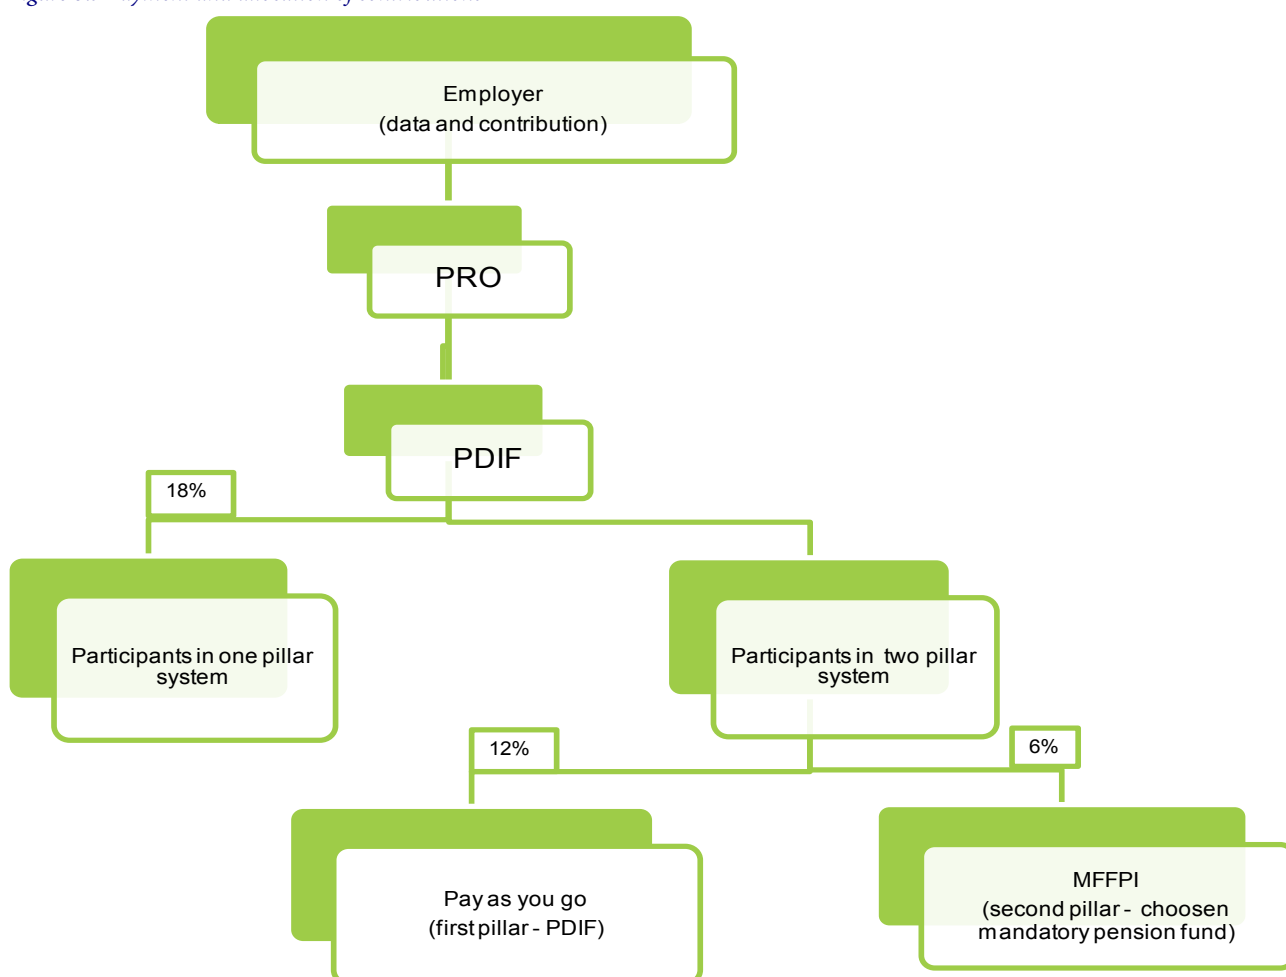 Employer
(data and contribution)
PRO
PDIF
18%
Participants in one pillar
system
Participants in two pillar
system
12%
6%
Pay as you go
(first pillar - PDIF)
MFFPI
(second pillar - choosen
mandatory pension fund)